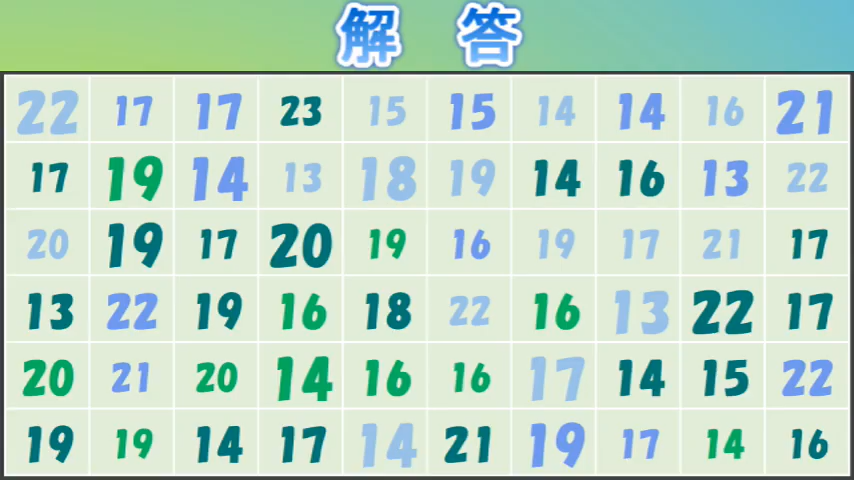 解 答
22 17 17 23 15 15 14 14 16 21
17 19 14 13 18 19 14 16 13 22
20 19 17 20 19 16 19 17 21 17
13 22 19 16 18 22 16 13 22 17
20 21 20 14 16 16 17 14 15 22
19 19 14 17 14 21 19 17 14 16